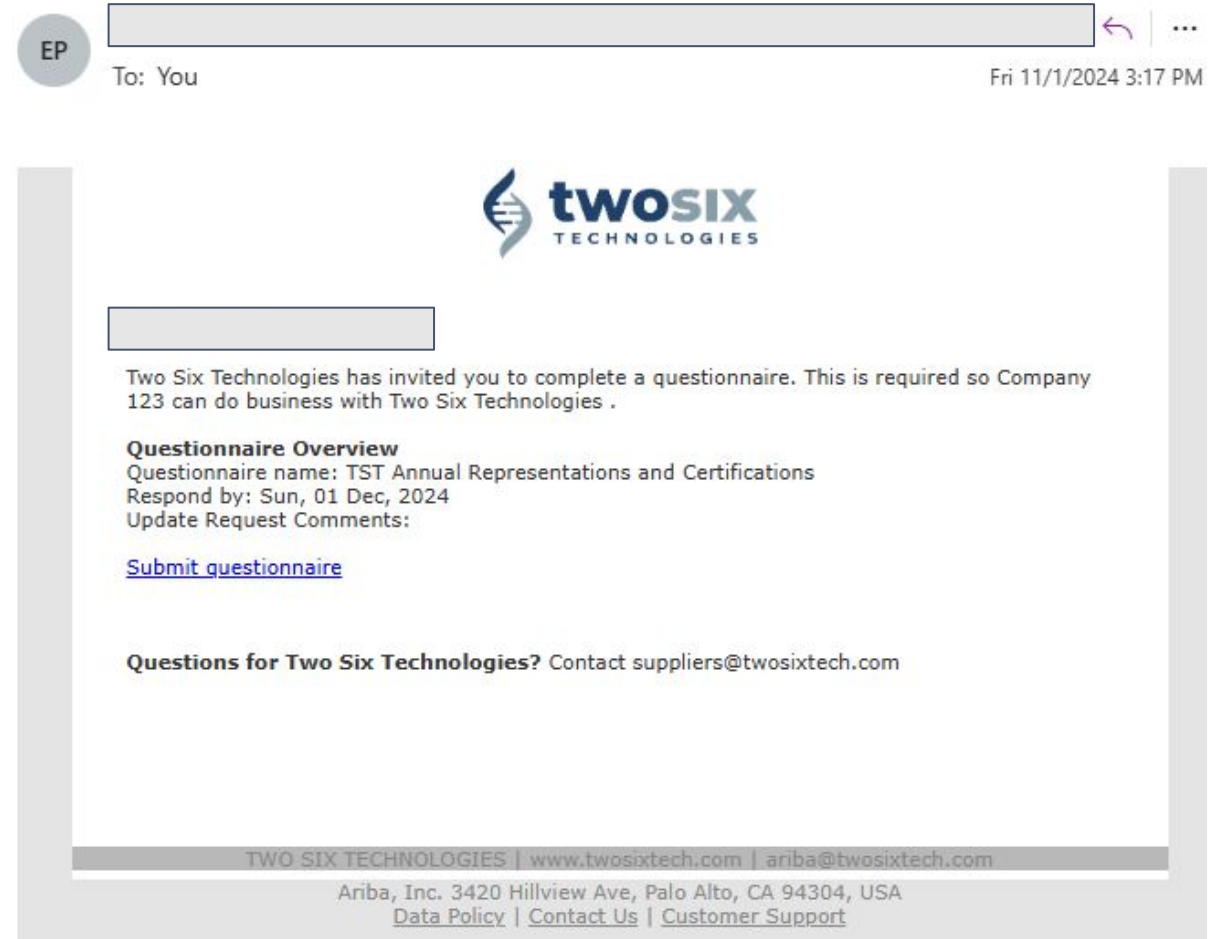 EP
To: You
Fri 11/1/2024 3:17 PM
twosix
TECHNOLOGIES
Two Six Technologies has invited you to complete a questionnaire. This is required so Company
123 can do business with Two Six Technologies .
Questionnaire Overview
Questionnaire name: TST Annual Representations and Certifications
Respond by: Sun, 01 Dec, 2024
Update Request Comments:
Submit questionnaire
Questions for Two Six Technologies? Contact suppliers@twosixtech.com
TWO SIX TECHNOLOGIES | www.twosixtech.com | ariba@twosixtech.com
Ariba, Inc. 3420 Hillview Ave, Palo Alto, CA 94304, USA
Data Policy | Contact Us | Customer Support